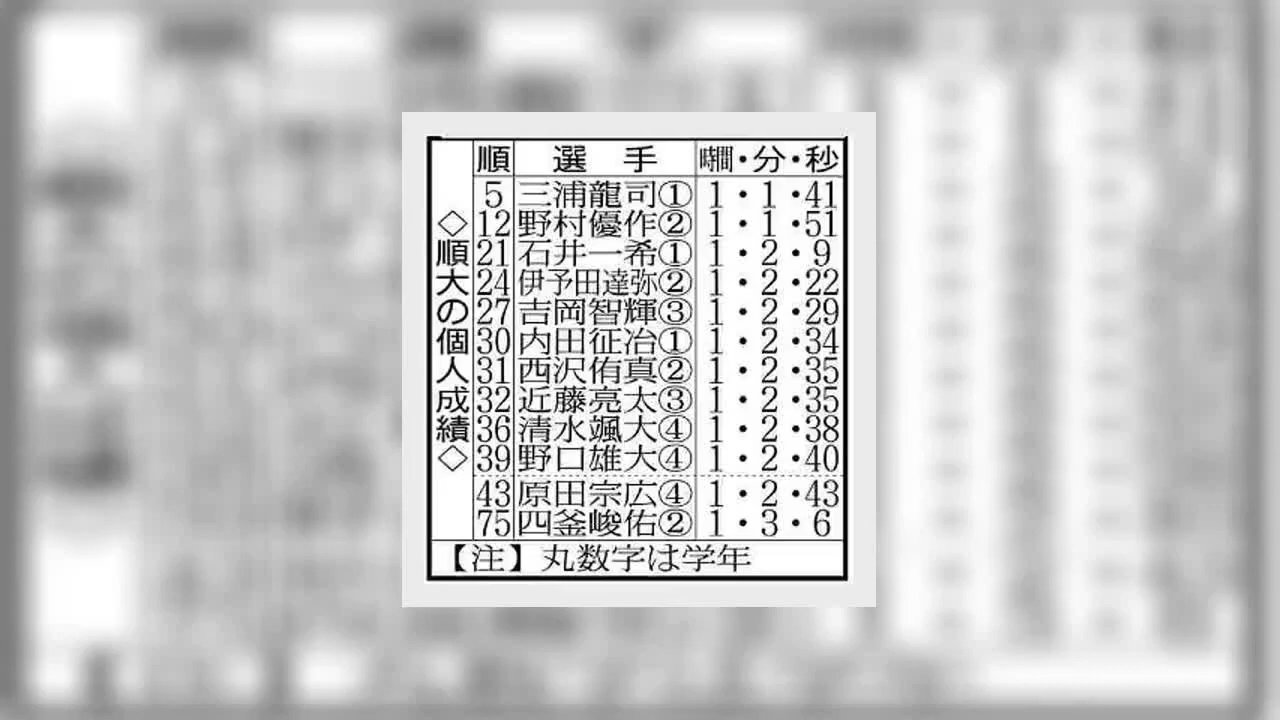 ◇順大の個人成績◇
順 選手 時間・分・秒
5 三浦龍司① 1・1・41
12 野村優作② 1・1・51
21 石井一希① 1・2・9
24 伊予田達弥② 1・2・22
27 吉岡智輝③ 1・2・29
30 内田征冶① 1・2・34
31 西沢侑真② 1・2・35
32 近藤亮太③ 1・2・35
36 清水颯大④ 1・2・38
39 野口雄大④ 1・2・40
43 原田宗広④ 1・2・43
75 四釜峻佑② 1・3・6
【注】丸数字は学年